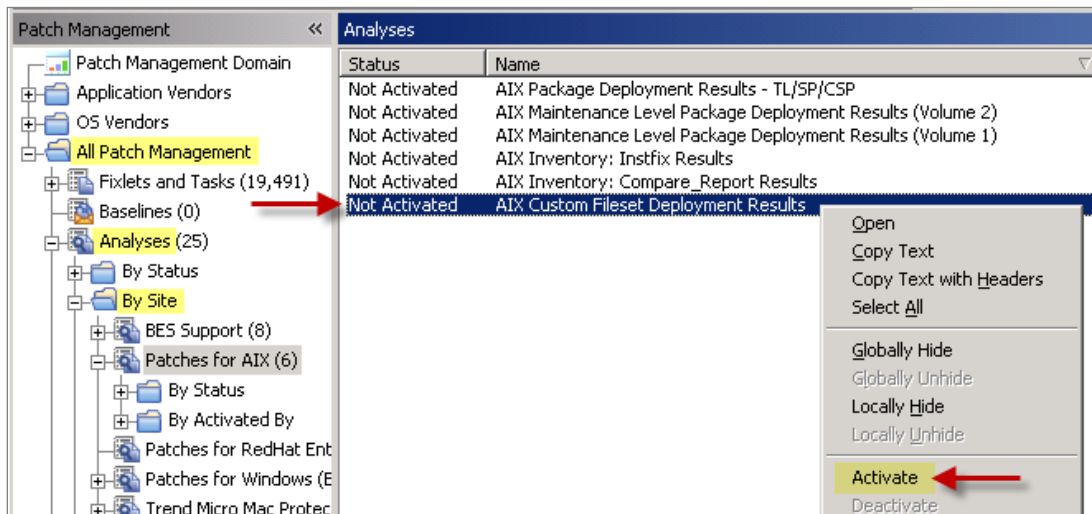 Patch Management «
Patch Management Domain
Application Vendors
OS Vendors
All Patch Management
Fixlets and Tasks (19,491)
Baselines (0)
Analyses (25)
By Status
By Site
BES Support (8)
Patches for AIX (6)
By Status
By Activated By
Patches for RedHat Ent
Patches for Windows (E
Trend Micro Mac Protec
Analyses
Status Name
Not Activated AIX Package Deployment Results - TL/SP/CSP
Not Activated AIX Maintenance Level Package Deployment Results (Volume 2)
Not Activated AIX Maintenance Level Package Deployment Results (Volume 1)
Not Activated AIX Inventory: Instfix Results
Not Activated AIX Inventory: Compare_Report Results
Not Activated AIX Custom Fileset Deployment Results
Open
Copy Text
Copy Text with Headers
Select All
Globally Hide
Globally Unhide
Locally Hide
Locally Unhide
Activate
Deactivate